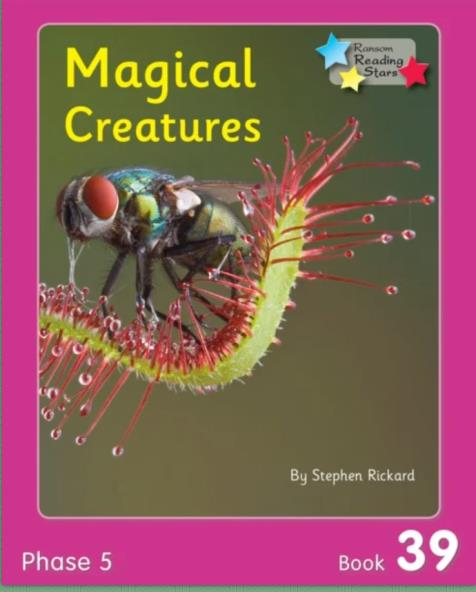 Magical
Creatures
Ransom
Reading
Stars
By Stephen Rickard
Phase 5
Book 39